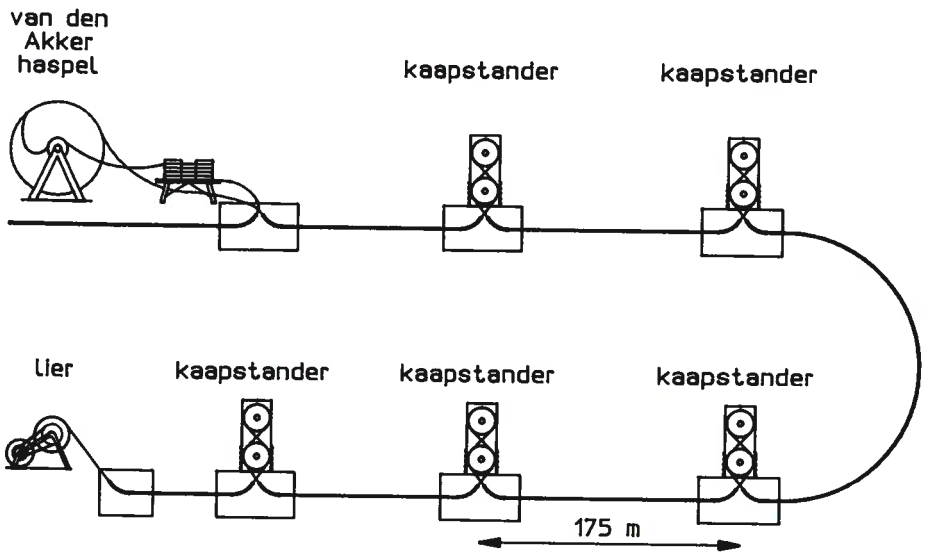 van den
Akker
haspel
kaapstander
kaapstander
lier
kaapstander
kaapstander
kaapstander
175 m